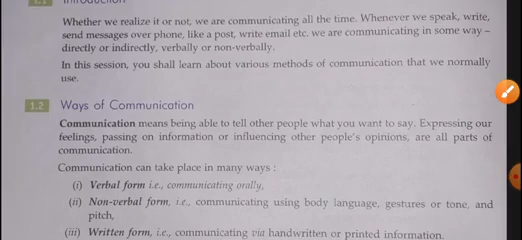 1.1 Introduction
Whether we realize it or not, we are communicating all the time. Whenever we speak, write,
send messages over phone, like a post, write email etc. we are communicating in some way –
directly or indirectly, verbally or non-verbally.
In this session, you shall learn about various methods of communication that we normally
use.
1.2 Ways of Communication
Communication means being able to tell other people what you want to say. Expressing our
feelings, passing on information or influencing other people's opinions, are all parts of
communication.
Communication can take place in many ways :
(i) Verbal form i.e., communicating orally,
(ii) Non-verbal form, i.e., communicating using body language, gestures or tone, and
pitch,
(iii) Written form, i.e., communicating via handwritten or printed information.